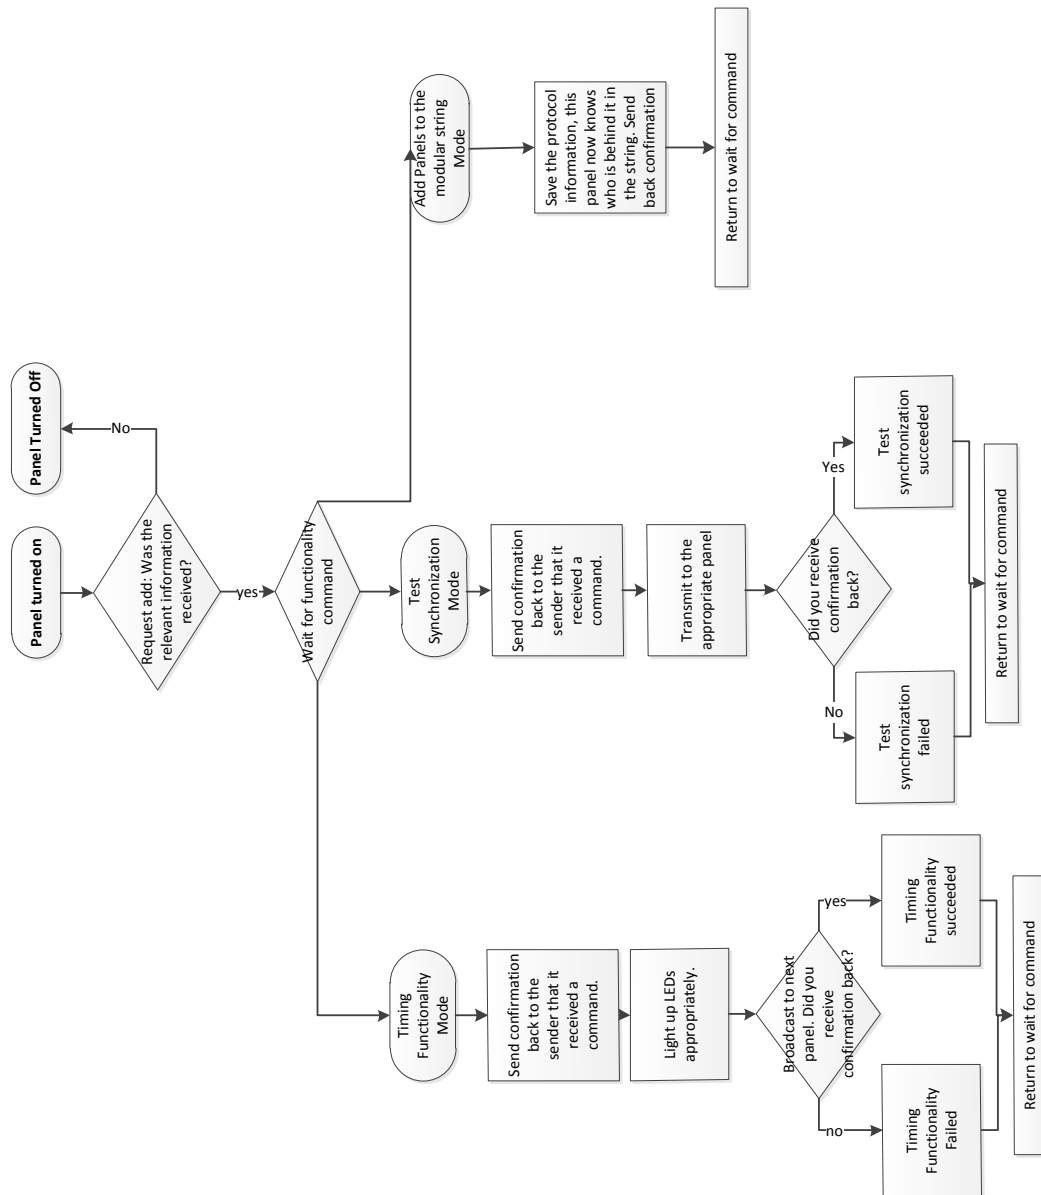 Panel turned on
Panel Turned Off
Request add: Was the
relevant information
received?
No
yes
Wait for functionality
command
Timing
Functionality
Mode
Send confirmation
back to the
sender that it
received a
command.
Light up LEDs
appropriately.
Broadcast to next
panel. Did you
receive
confirmation back?
no
yes
Timing
Functionality
Failed
Timing
Functionality
succeeded
Return to wait for command
Test
Synchronization
Mode
Send confirmation
back to the
sender that it
received a
command.
Transmit to the
appropriate panel
Did you receive
confirmation
back?
No
Yes
Test
synchronization
failed
Test
synchronization
succeeded
Return to wait for command
Add Panels to the
modular string
Mode
Save the protocol
information, this
panel now knows
who is behind it in
the string. Send
back confirmation
Return to wait for command